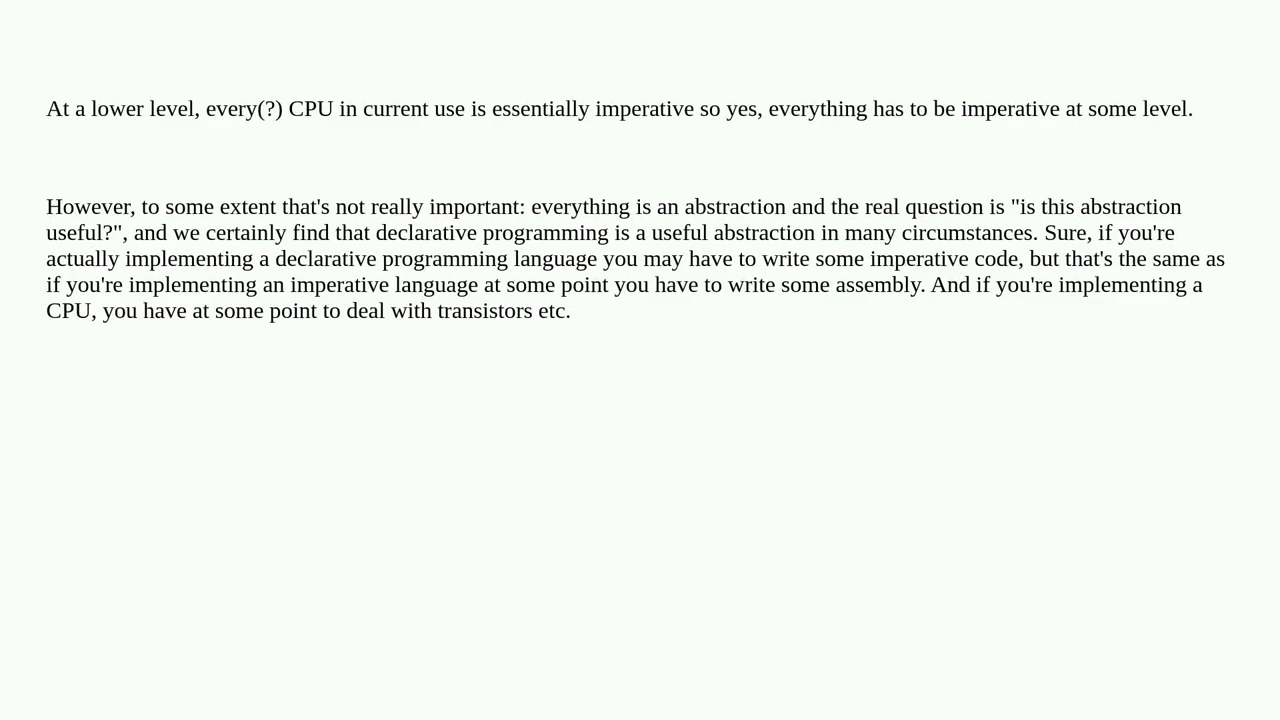 At a lower level, every(?) CPU in current use is essentially imperative so yes, everything has to be imperative at some level.
However, to some extent that's not really important: everything is an abstraction and the real question is "is this abstraction
useful?", and we certainly find that declarative programming is a useful abstraction in many circumstances. Sure, if you're
actually implementing a declarative programming language you may have to write some imperative code, but that's the same as
if you're implementing an imperative language at some point you have to write some assembly. And if you're implementing a
CPU, you have at some point to deal with transistors etc.